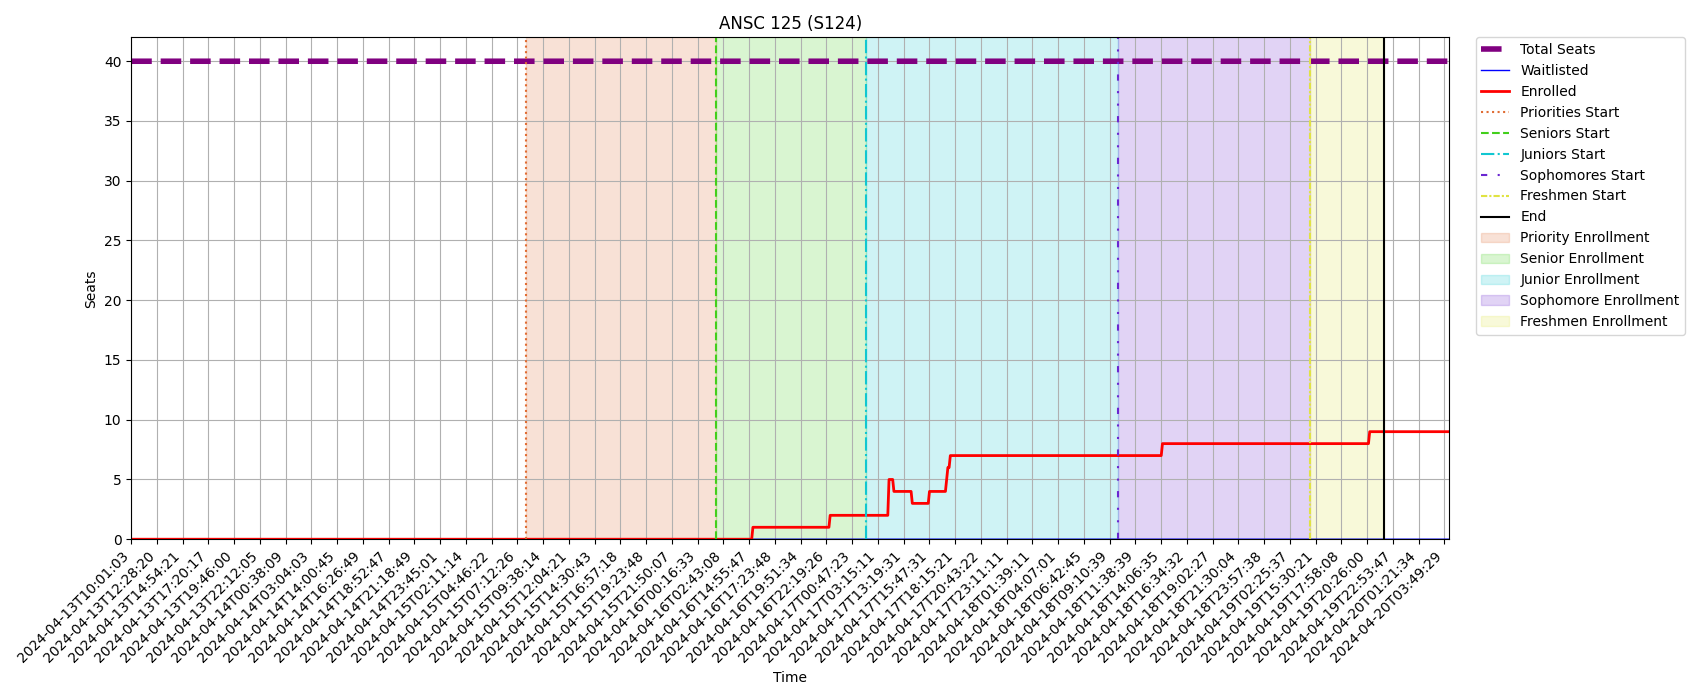 ANSC 125 (S124)
40
35
30
25
20
15
10
5
0
Seats
2024-04-13T10:01:03
2024-04-13T12:28:20
2024-04-13T14:54:21
2024-04-13T17:20:17
2024-04-13T19:46:00
2024-04-13T22:12:05
2024-04-14T00:38:09
2024-04-14T03:04:03
2024-04-14T14:00:45
2024-04-14T16:26:49
2024-04-14T18:52:47
2024-04-14T21:18:49
2024-04-14T23:45:01
2024-04-15T02:11:14
2024-04-15T04:46:22
2024-04-15T07:12:26
2024-04-15T09:38:14
2024-04-15T12:04:21
2024-04-15T14:30:43
2024-04-15T16:57:18
2024-04-15T19:23:48
2024-04-15T21:50:07
2024-04-16T00:16:33
2024-04-16T02:43:08
2024-04-16T14:55:47
2024-04-16T17:23:48
2024-04-16T19:51:34
2024-04-16T22:19:26
2024-04-17T00:47:23
2024-04-17T03:15:11
2024-04-17T13:19:31
2024-04-17T15:47:31
2024-04-17T18:15:21
2024-04-17T20:43:22
2024-04-17T23:11:11
2024-04-18T01:39:11
2024-04-18T04:07:01
2024-04-18T06:42:45
2024-04-18T09:10:39
2024-04-18T11:38:39
2024-04-18T14:06:35
2024-04-18T16:34:32
2024-04-18T19:02:27
2024-04-18T21:30:04
2024-04-18T23:57:38
2024-04-19T02:25:37
2024-04-19T15:30:21
2024-04-19T17:58:08
2024-04-19T20:26:00
2024-04-19T22:53:47
2024-04-20T01:21:34
2024-04-20T03:49:29
Time
Total Seats
Waitlisted
Enrolled
Priorities Start
Seniors Start
Juniors Start
Sophomores Start
Freshmen Start
End
Priority Enrollment
Senior Enrollment
Junior Enrollment
Sophomore Enrollment
Freshmen Enrollment